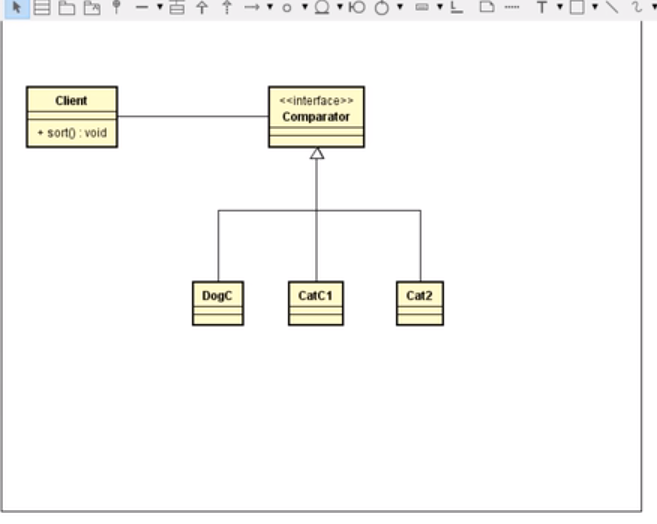 T
Client
+ sort() : void
<<interface>>
Comparator
DogC
CatC1
Cat2